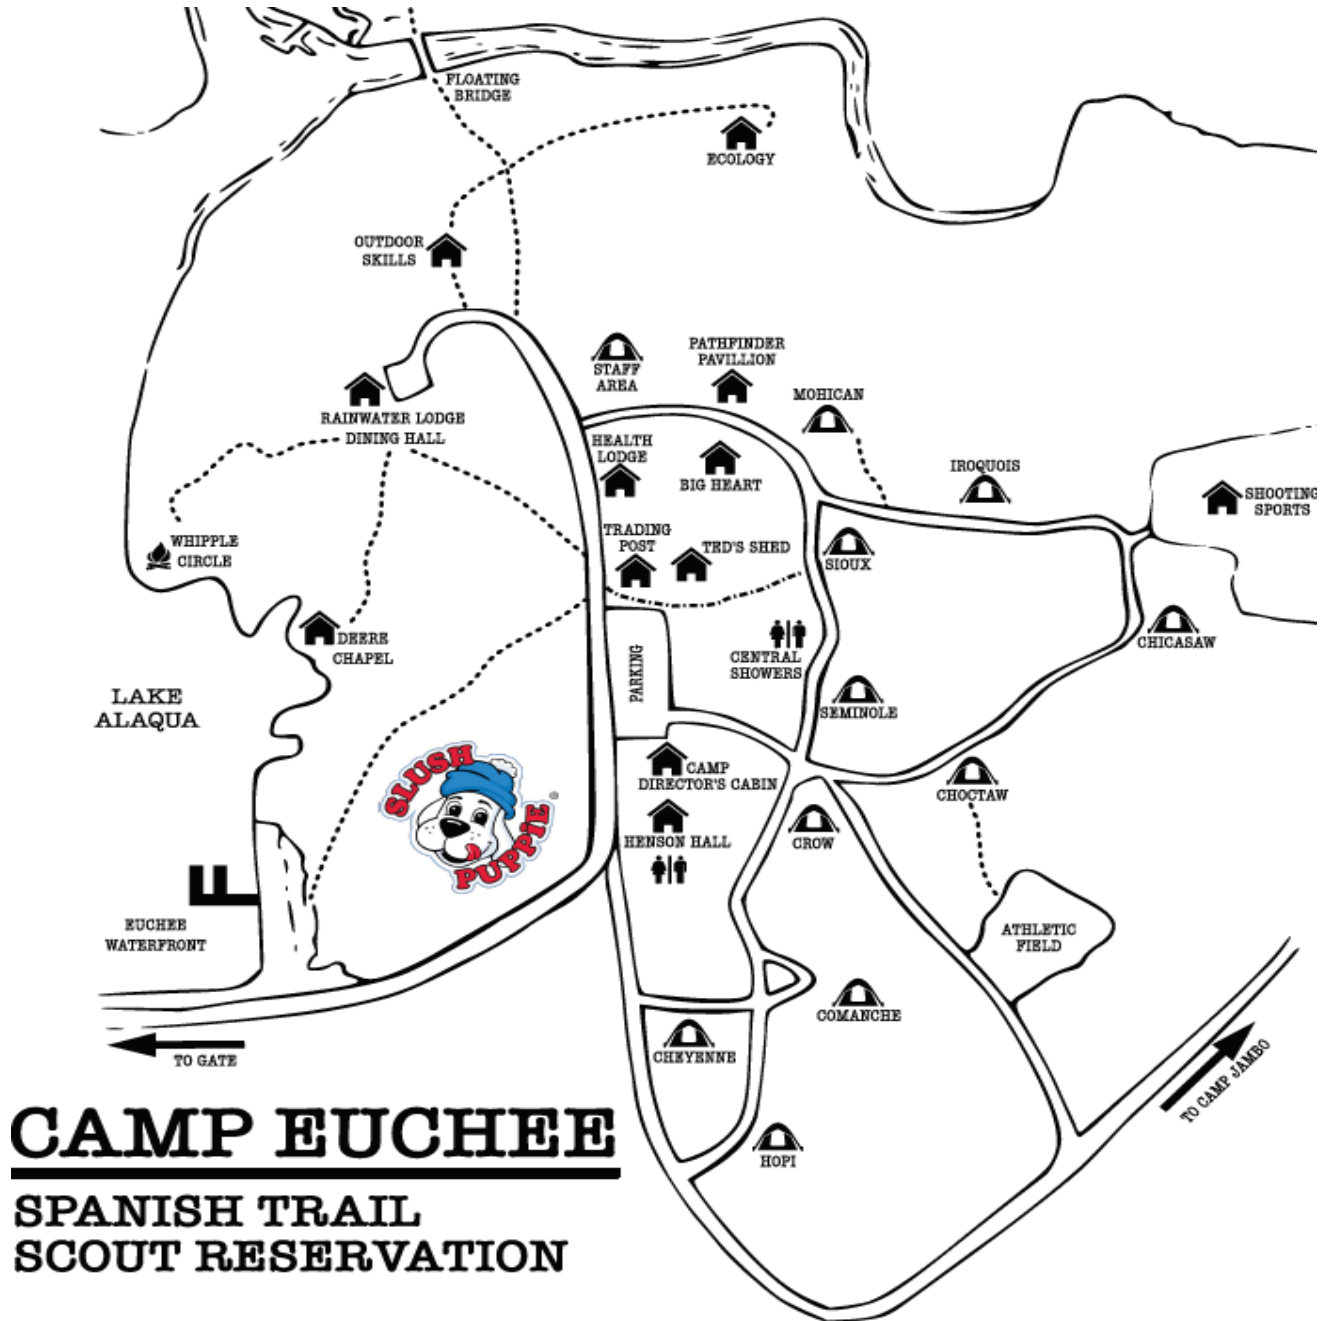 FLOATING
BRIDGE
ECOLOGY
OUTDOOR
SKILLS
PATHFINDER
PAVILLION
STAFF
AREA
MOHICAN
RAINWATER LODGE
DINING HALL
HEALTH
LODGE
BIG HEART
IROQUOIS
SHOOTING
SPORTS
WHIPPLE
CIRCLE
TRADING
POST
TED'S SHED
SIOUX
DEERE
CHAPEL
CHICASAW
PARKING
CENTRAL
SHOWERS
LAKE
ALAQUA
SEMINOLE
SLUSH
PUPPiE
®
CAMP
DIRECTOR'S CABIN
CHOCTAW
HENSON HALL
CROW
EUCHEE
WATERFRONT
ATHLETIC
FIELD
COMANCHE
TO GATE
CHEYENNE
TO CAMP JAMBO
HOPI
CAMP EUCHEE
SPANISH TRAIL
SCOUT RESERVATION